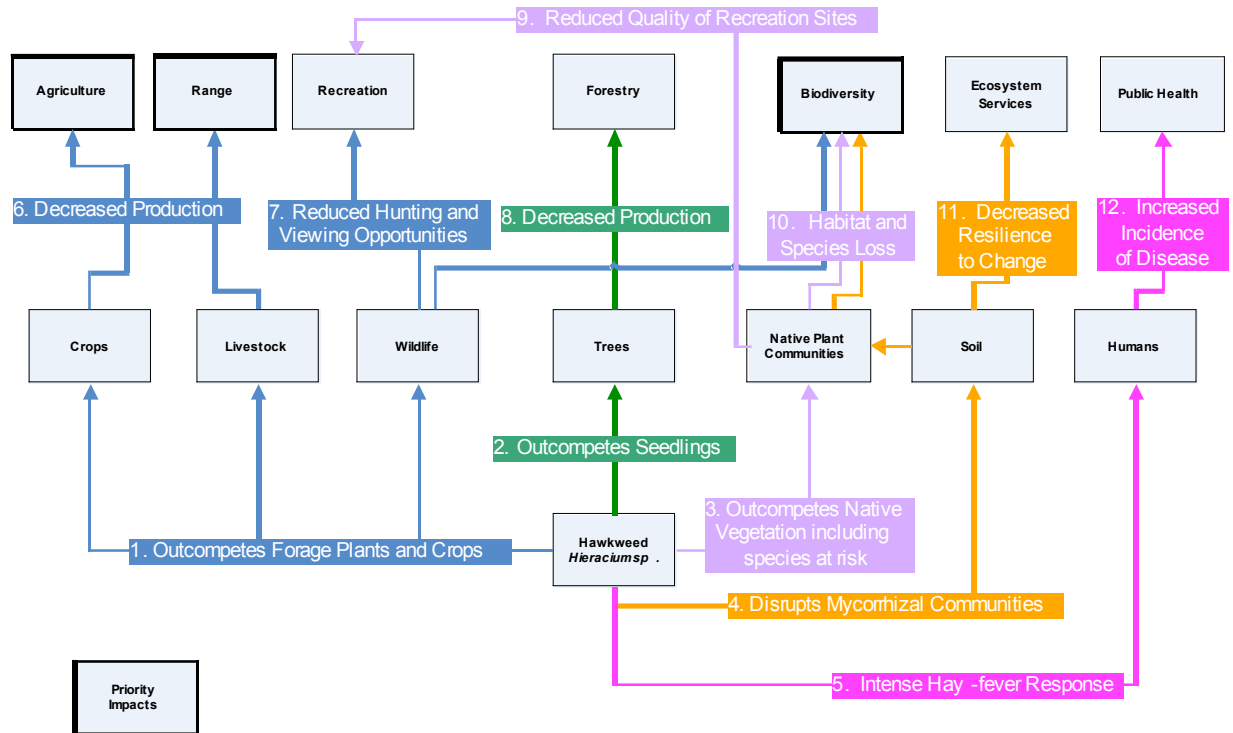 9. Reduced Quality of Recreation Sites
Agriculture
Range
Recreation
Forestry
Biodiversity
Ecosystem
Services
Public Health
6. Decreased Production
7. Reduced Hunting and
Viewing Opportunities
8. Decreased Production
10. Habitat and
Species Loss
11. Decreased
Resilience
to Change
12. Increased
Incidence
of Disease
Crops
Livestock
Wildlife
Trees
Native Plant
Communities
Soil
Humans
2. Outcompetes Seedlings
1. Outcompetes Forage Plants and Crops
Hawkweed
Hieraciumsp .
3. Outcompetes Native
Vegetation including
species at risk
4. Disrupts Mycorrhizal Communities
5. Intense Hay -fever Response
Priority
Impacts